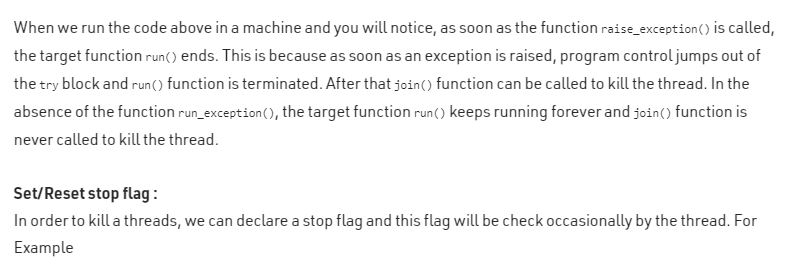 When we run the code above in a machine and you will notice, as soon as the function raise_exception() is called,
the target function run() ends. This is because as soon as an exception is raised, program control jumps out of
the try block and run() function is terminated. After that join() function can be called to kill the thread. In the
absence of the function run_exception(), the target function run() keeps running forever and join() function is
never called to kill the thread.
Set/Reset stop flag :
In order to kill a threads, we can declare a stop flag and this flag will be check occasionally by the thread. For
Example